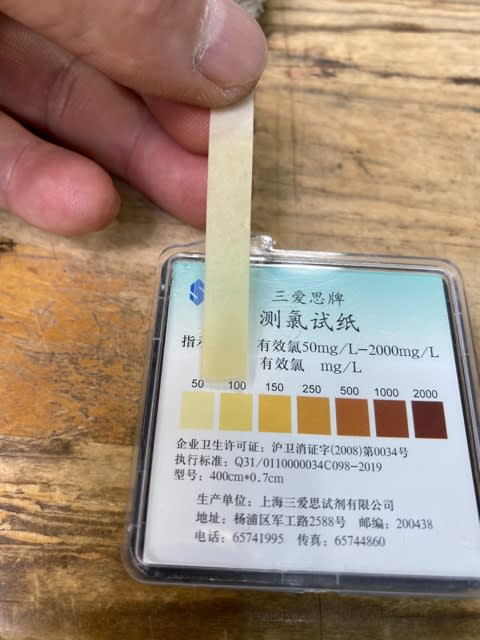 三爱思牌
测氯试纸
指 有效氯50mg/L-2000mg/L
有效氯 mg/L
50 100 150 250 500 1000 2000
企业卫生许可证：沪卫消证字(2008)第0034号
执行标准：Q31/0110000034C098-2019
型号：400cm*0.7cm
生产单位：上海三爱思试剂有限公司
地址：杨浦区军工路2588号 邮编：200438
电话：65741995 传真：65744860